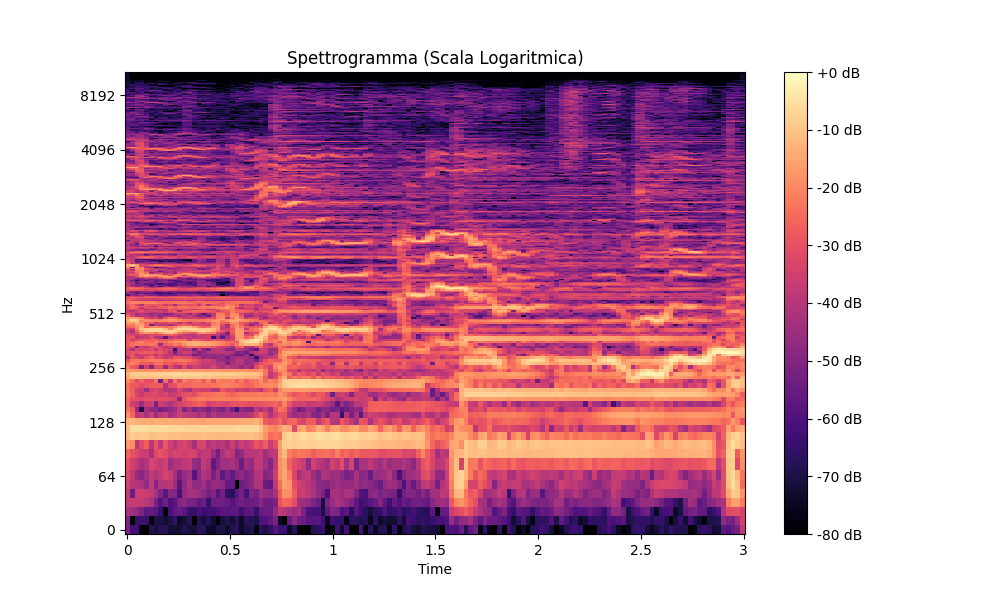 Spettrogramma (Scala Logaritmica)
Hz
8192
4096
2048
1024
512
256
128
64
0
0
0.5
1
1.5
2
2.5
3
Time
+0 dB
-10 dB
-20 dB
-30 dB
-40 dB
-50 dB
-60 dB
-70 dB
-80 dB